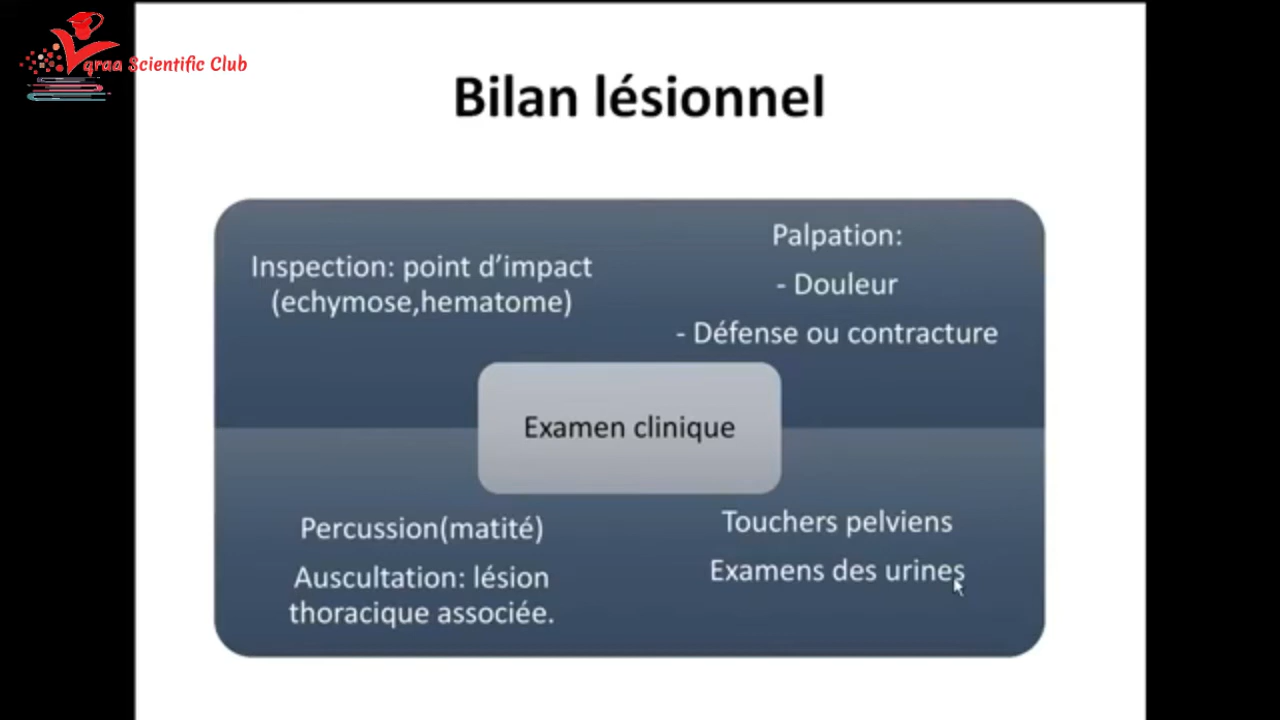 qraa Scientific Club
Bilan lésionnel
Inspection: point d’impact
(echymose,hematome)
Palpation:
- Douleur
- Défense ou contracture
Examen clinique
Percussion(matité)
Auscultation: lésion
thoracique associée.
Touchers pelviens
Examens des urines